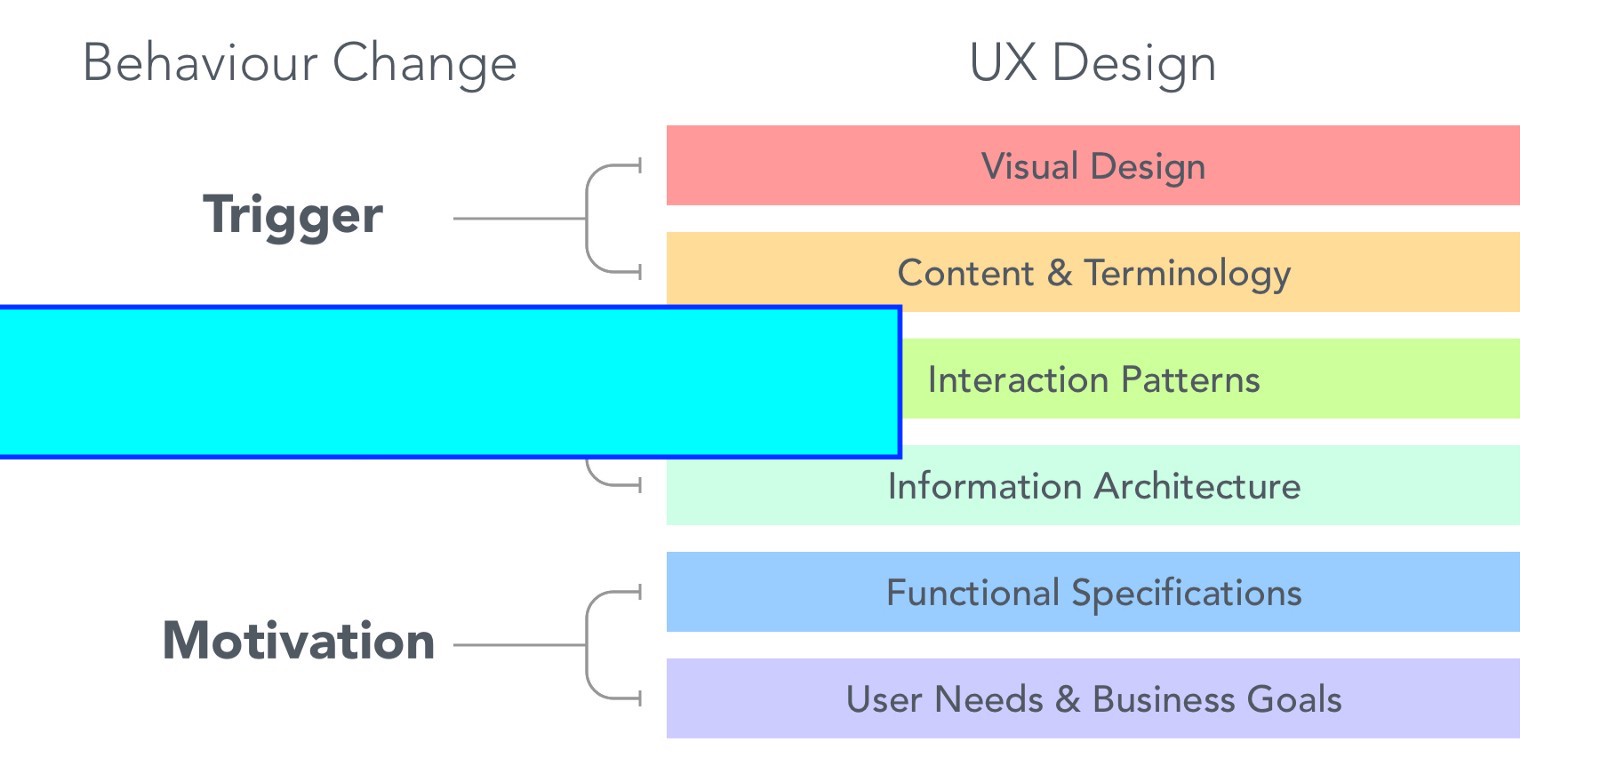 Behaviour Change
UX Design
Trigger
Visual Design
Content & Terminology
Interaction Patterns
Information Architecture
Motivation
Functional Specifications
User Needs & Business Goals